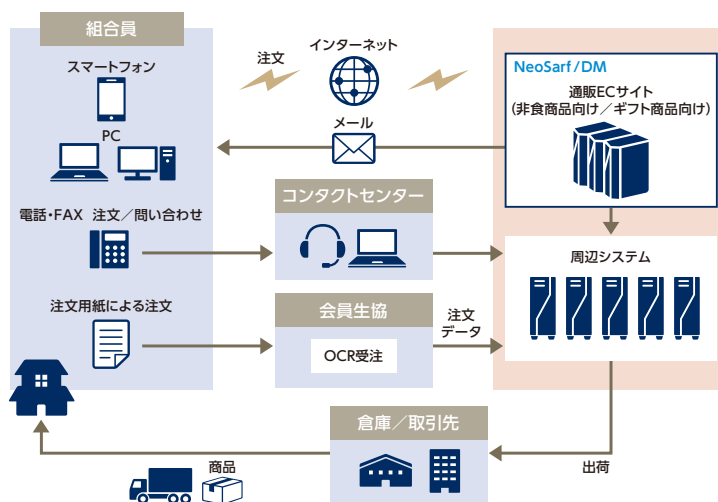 組合員
スマートフォン
PC
電話・FAX 注文／問い合わせ
注文用紙による注文
注文
インターネット
メール
コンタクトセンター
会員生協
OCR受注
注文
データ
NeoSarf/DM
通販ECサイト
(非食商品向け／ギフト商品向け)
周辺システム
倉庫／取引先
出荷
商品